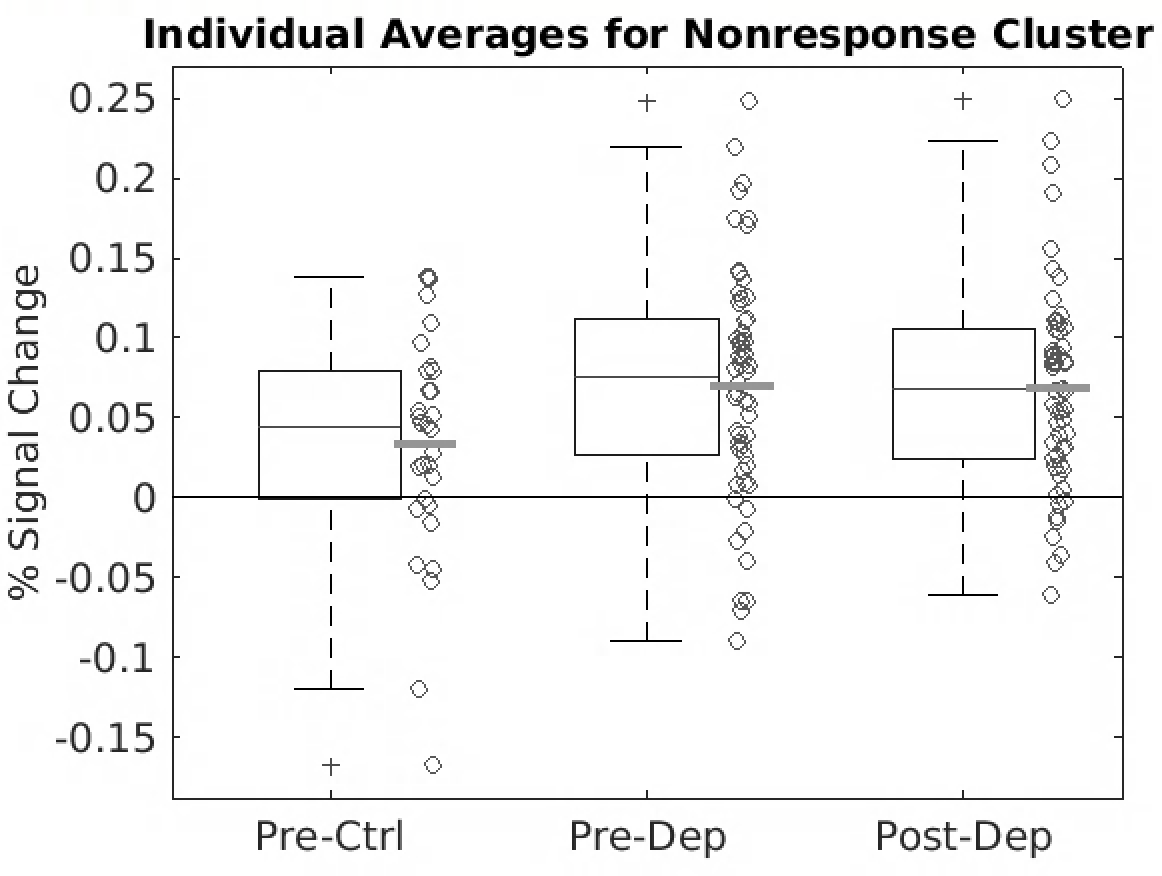 Individual Averages for Nonresponse Cluster
% Signal Change
0.25
0.2
0.15
0.1
0.05
0
-0.05
-0.1
-0.15
Pre-Ctrl
Pre-Dep
Post-Dep